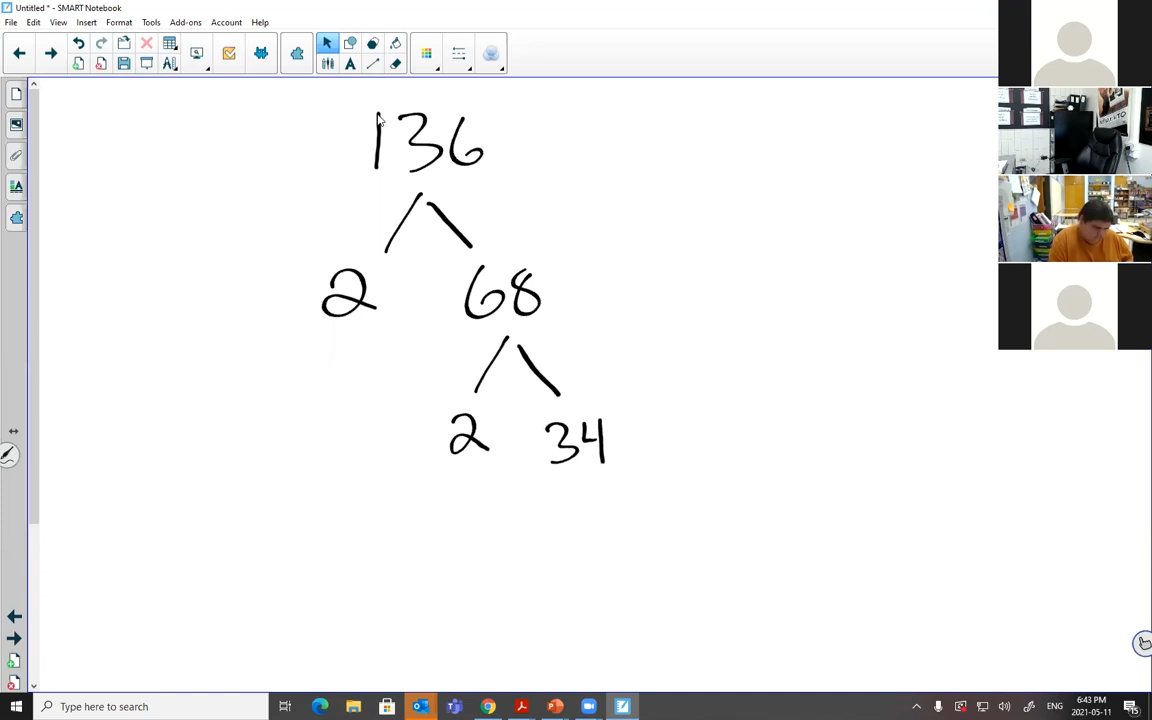 Untitled * - SMART Notebook
File Edit View Insert Format Tools Add-ons Account Help
136
2 68
2 34
Type here to search
ENG
6:43 PM
2021-05-11
15